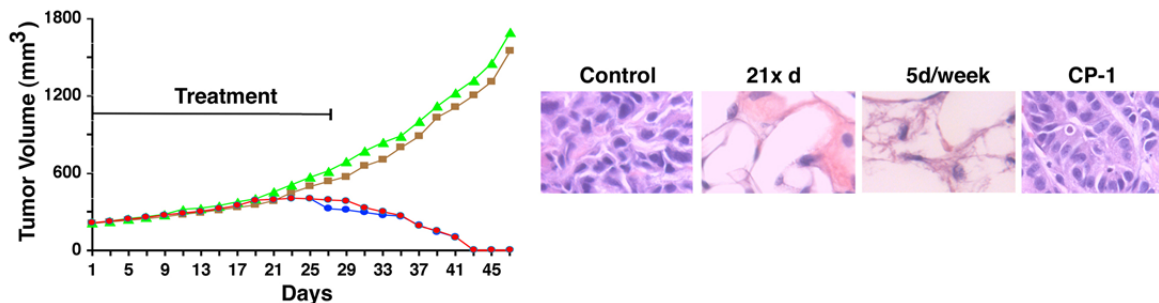 Tumor Volume (mm3)
1800
1200
600
0
Treatment
1 5 9 13 17 21 25 29 33 37 41 45
Days
Control 21x d 5d/week CP-1